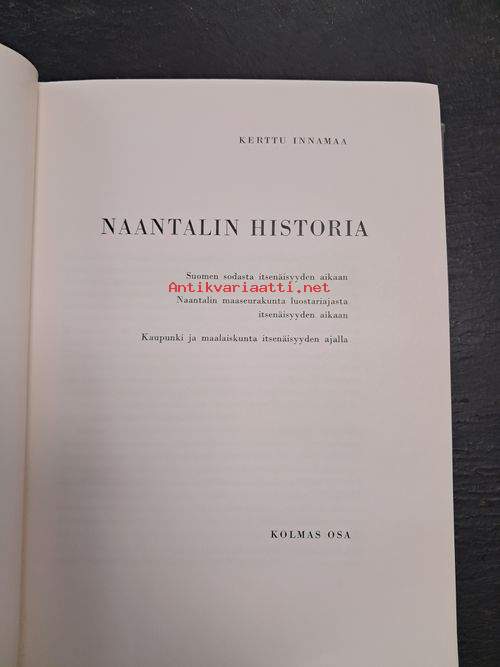 KERTTU INNAMAA
NAANTALIN HISTORIA
Suomen sodasta itsenäisyyden aikaan
Antikvariaatti.net
Naantalin maaseurakunta luostariajasta
itsenäisyyden aikaan
Kaupunki ja maalaiskunta itsenäisyyden ajalla
KOLMAS OSA